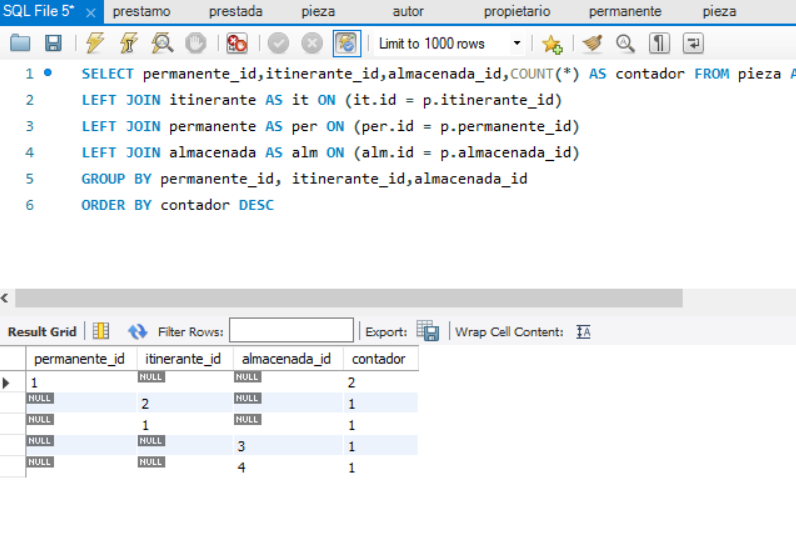 SQL File 5* × prestamo prestada pieza autor propietario permanente pieza
Limit to 1000 rows
1 SELECT permanente_id,itinerante_id,almacenada_id,COUNT(*) AS contador FROM pieza A
2 LEFT JOIN itinerante AS it ON (it.id = p.itinerante_id)
3 LEFT JOIN permanente AS per ON (per.id = p.permanente_id)
4 LEFT JOIN almacenada AS alm ON (alm.id = p.almacenada_id)
5 GROUP BY permanente_id, itinerante_id,almacenada_id
6 ORDER BY contador DESC
Result Grid Filter Rows: Export: Wrap Cell Content: IA
permanente_id itinerante_id almacenada_id contador
1 NULL NULL 2
NULL 2 NULL 1
NULL 1 NULL 1
NULL NULL 3 1
NULL NULL 4 1